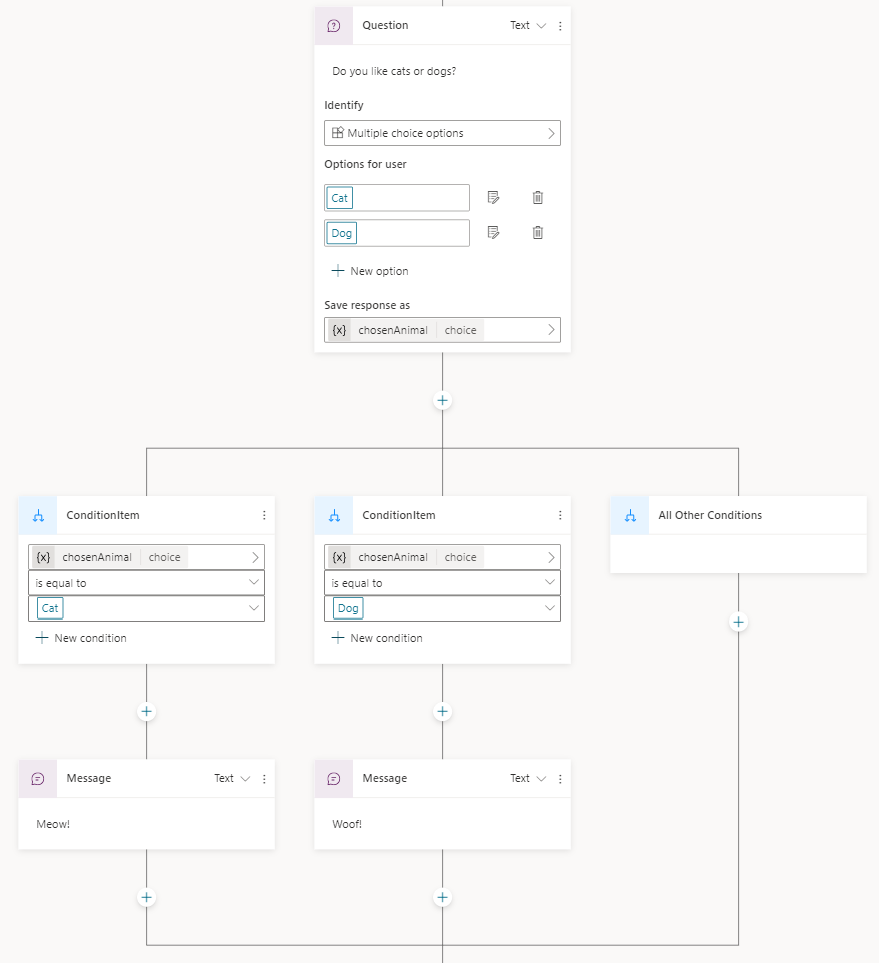 Question Text
Do you like cats or dogs?
Identify
Multiple choice options
Options for user
Cat
Dog
New option
Save response as
{x} chosenAnimal choice
ConditionItem
{x} chosenAnimal choice
is equal to
Cat
New condition
ConditionItem
{x} chosenAnimal choice
is equal to
Dog
New condition
All Other Conditions
Message Text
Meow!
Message Text
Woof!